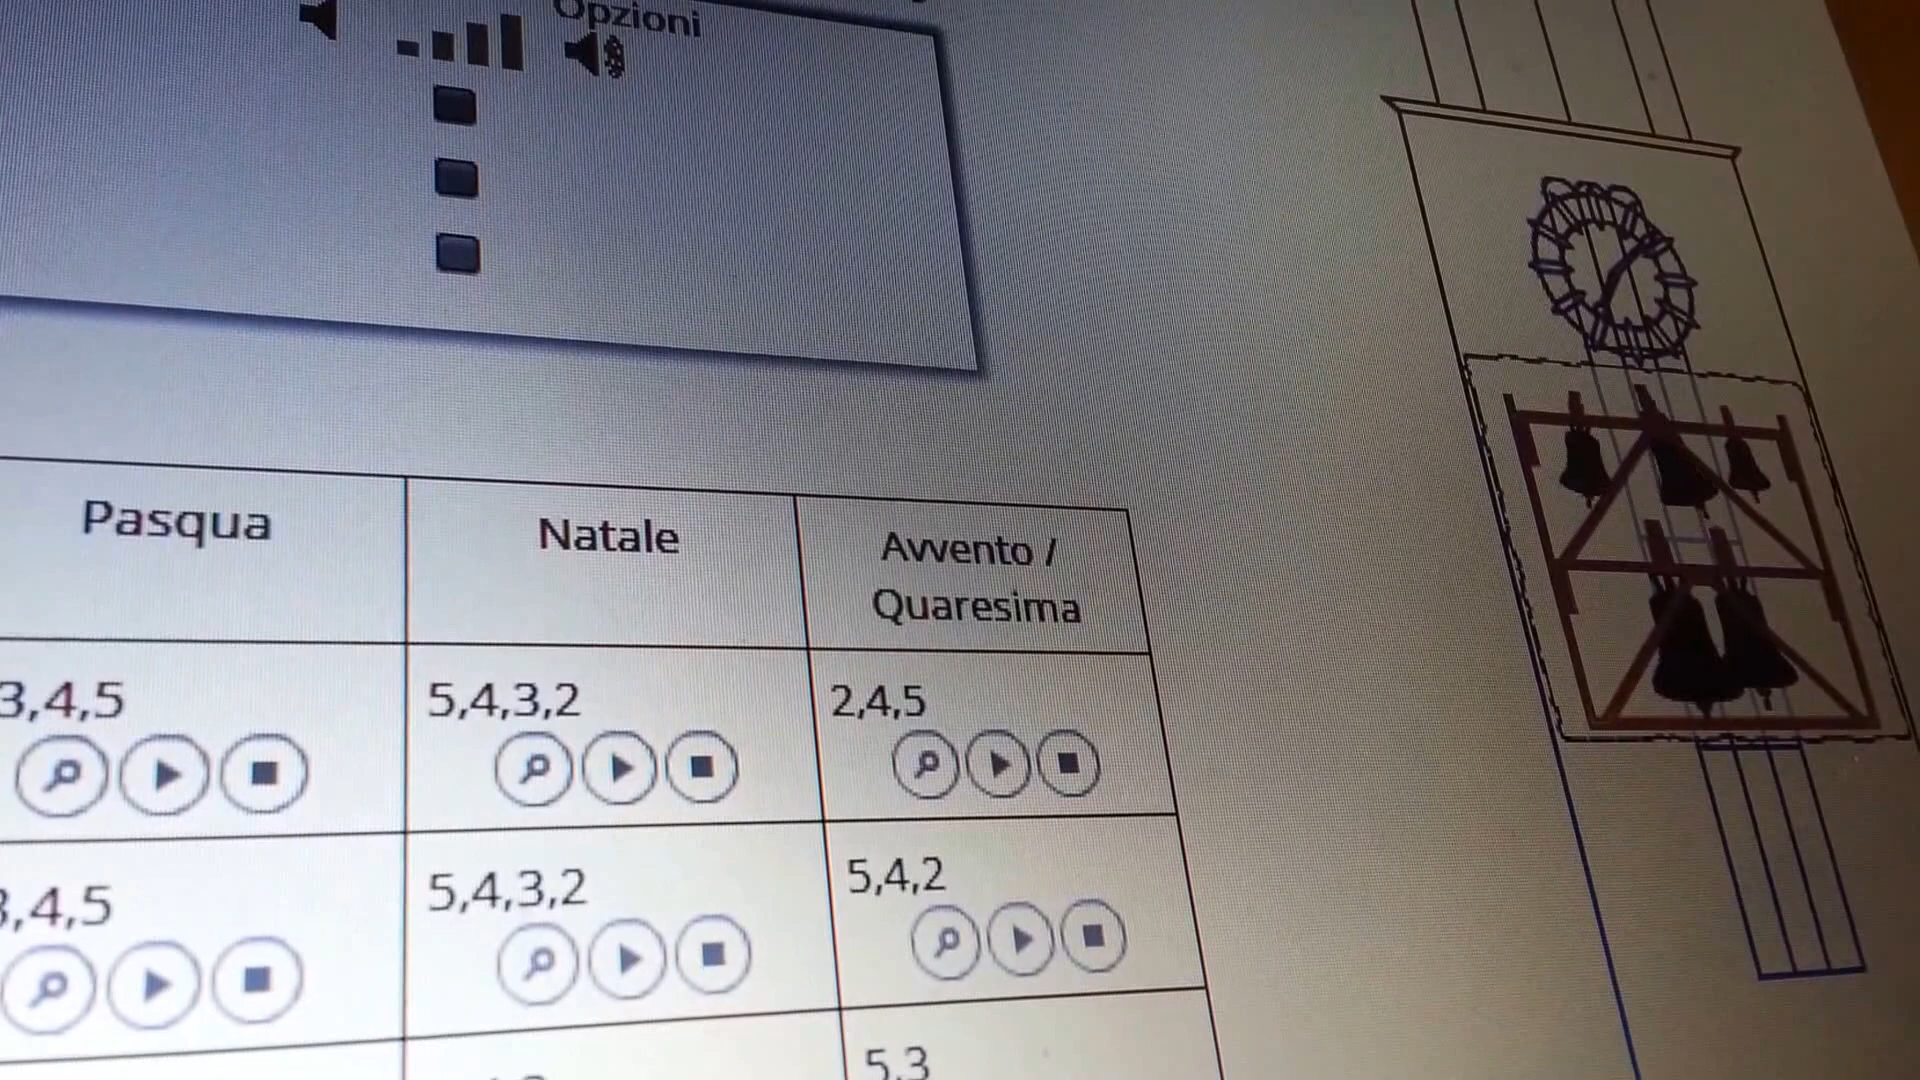 Opzioni
Pasqua
Natale
Avvento /
Quaresima
3,4,5
5,4,3,2
2,4,5
3,4,5
5,4,3,2
5,4,2
5,3